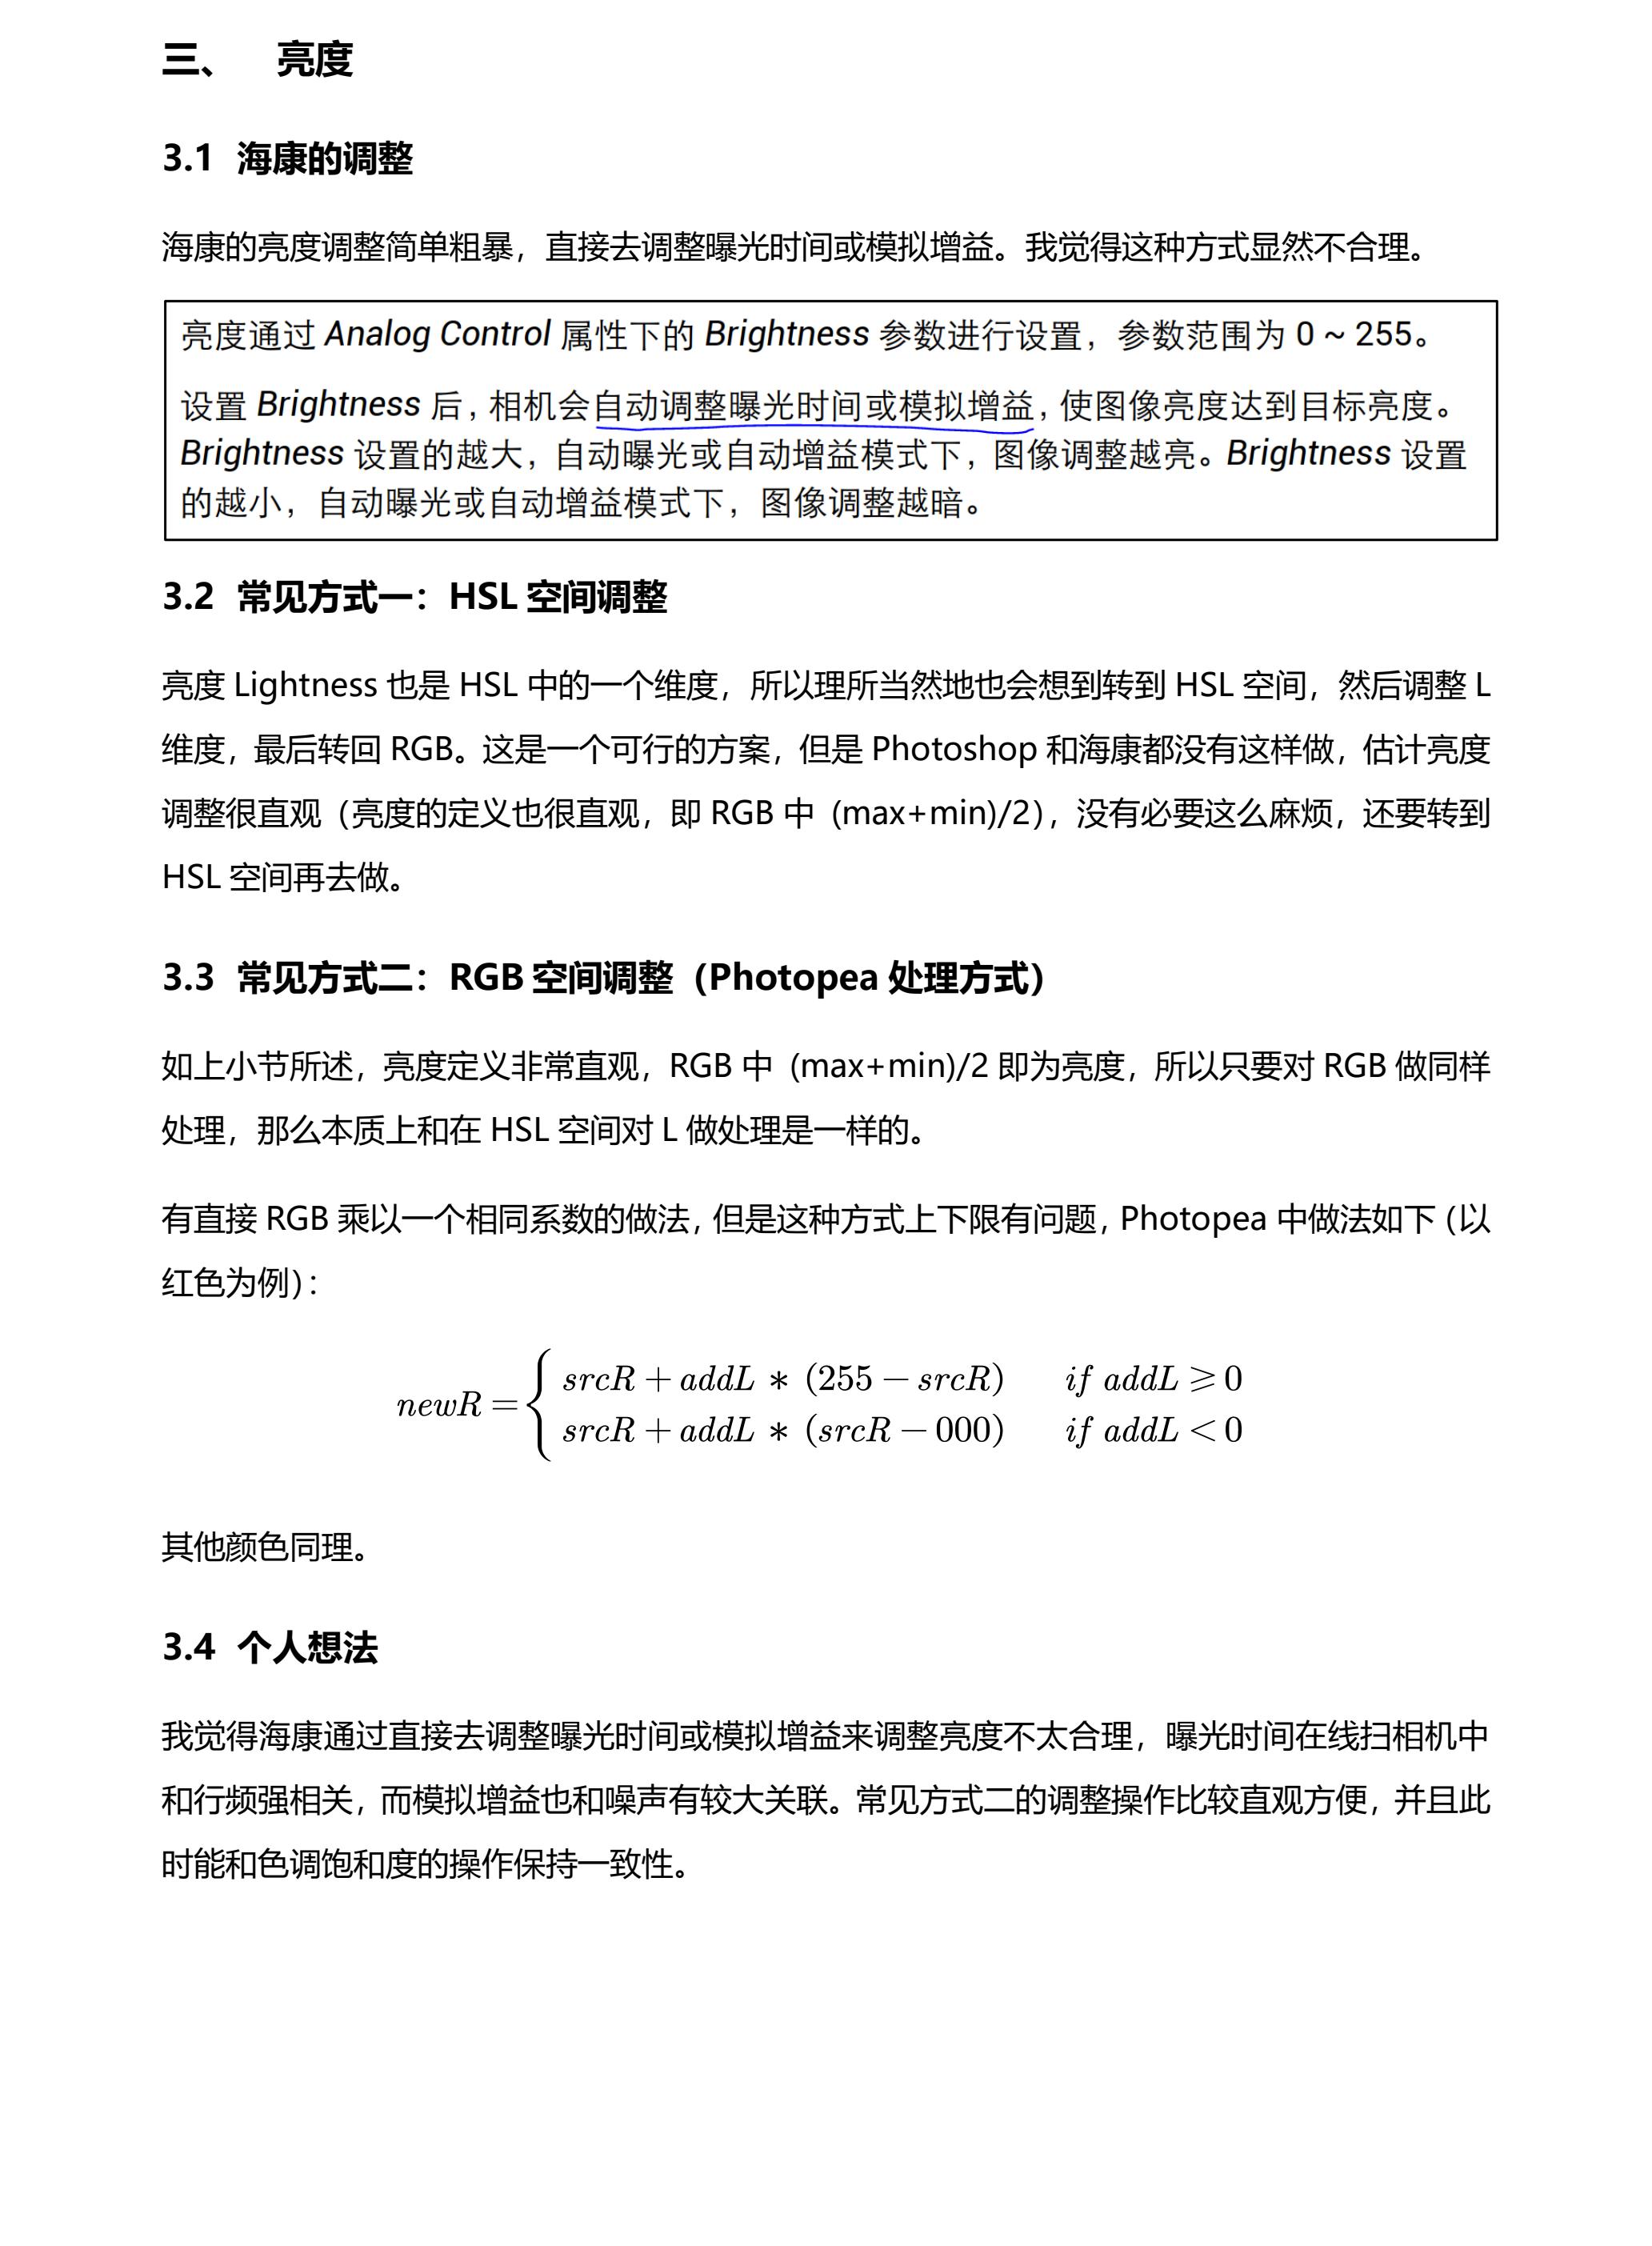 三、 亮度
3.1 海康的调整
海康的亮度调整简单粗暴，直接去调整曝光时间或模拟增益。我觉得这种方式显然不合理。
亮度通过 Analog Control 属性下的 Brightness 参数进行设置，参数范围为 0 ~ 255。
设置 Brightness 后，相机会自动调整曝光时间或模拟增益，使图像亮度达到目标亮度。
Brightness 设置的越大，自动曝光或自动增益模式下，图像调整越亮。Brightness 设置
的越小，自动曝光或自动增益模式下，图像调整越暗。
3.2 常见方式一：HSL 空间调整
亮度 Lightness 也是 HSL 中的一个维度，所以理所当然地也会想到转到 HSL 空间，然后调整 L
维度，最后转回 RGB。这是一个可行的方案，但是 Photoshop 和海康都没有这样做，估计亮度
调整很直观（亮度的定义也很直观，即 RGB 中 (max+min)/2），没有必要这么麻烦，还要转到
HSL 空间再去做。
3.3 常见方式二：RGB 空间调整（Photopea 处理方式）
如上小节所述，亮度定义非常直观，RGB 中 (max+min)/2 即为亮度，所以只要对 RGB 做同样
处理，那么本质上和在 HSL 空间对 L 做处理是一样的。
有直接 RGB 乘以一个相同系数的做法，但是这种方式上下限有问题，Photopea 中做法如下（以
红色为例）：
newR = { srcR + addL * (255 − srcR) if addL ⩾ 0
srcR + addL * (srcR − 000) if addL < 0
其他颜色同理。
3.4 个人想法
我觉得海康通过直接去调整曝光时间或模拟增益来调整亮度不太合理，曝光时间在线扫相机中
和行频强相关，而模拟增益也和噪声有较大关联。常见方式二的调整操作比较直观方便，并且此
时能和色调饱和度的操作保持一致性。